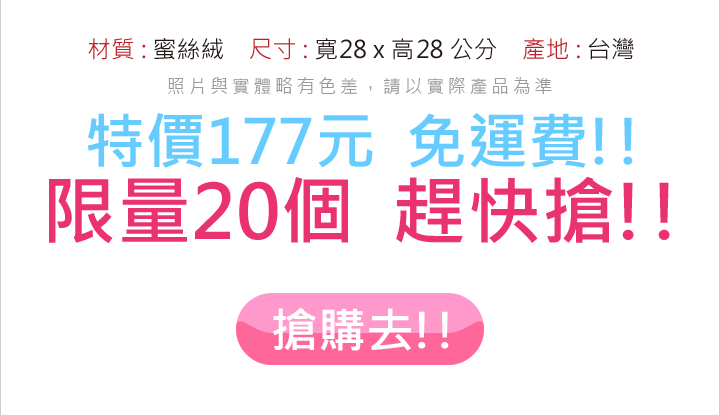 材質 : 蜜絲絨 尺寸 : 寬28 x 高28 公分 產地 : 台灣
照片與實體略有色差，請以實際產品為準
特價177元 免運費!!
限量20個 趕快搶!!
搶購去!!